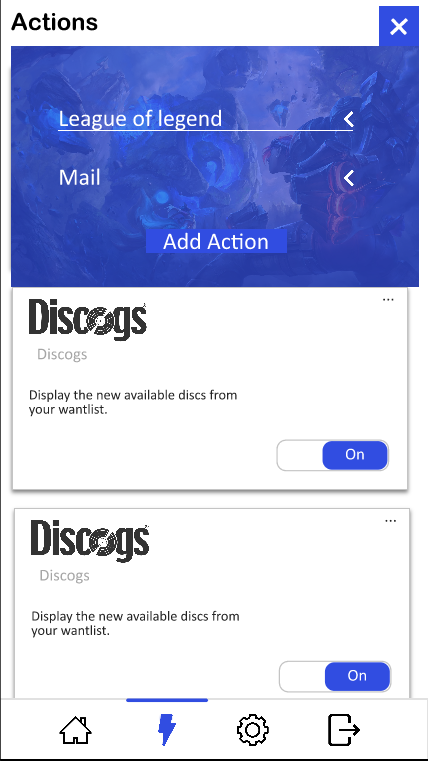 Actions
League of legend
Mail
Add Action
Discogs
Discogs
Display the new available discs from
your wantlist.
On
Discogs
Discogs
Display the new available discs from
your wantlist.
On